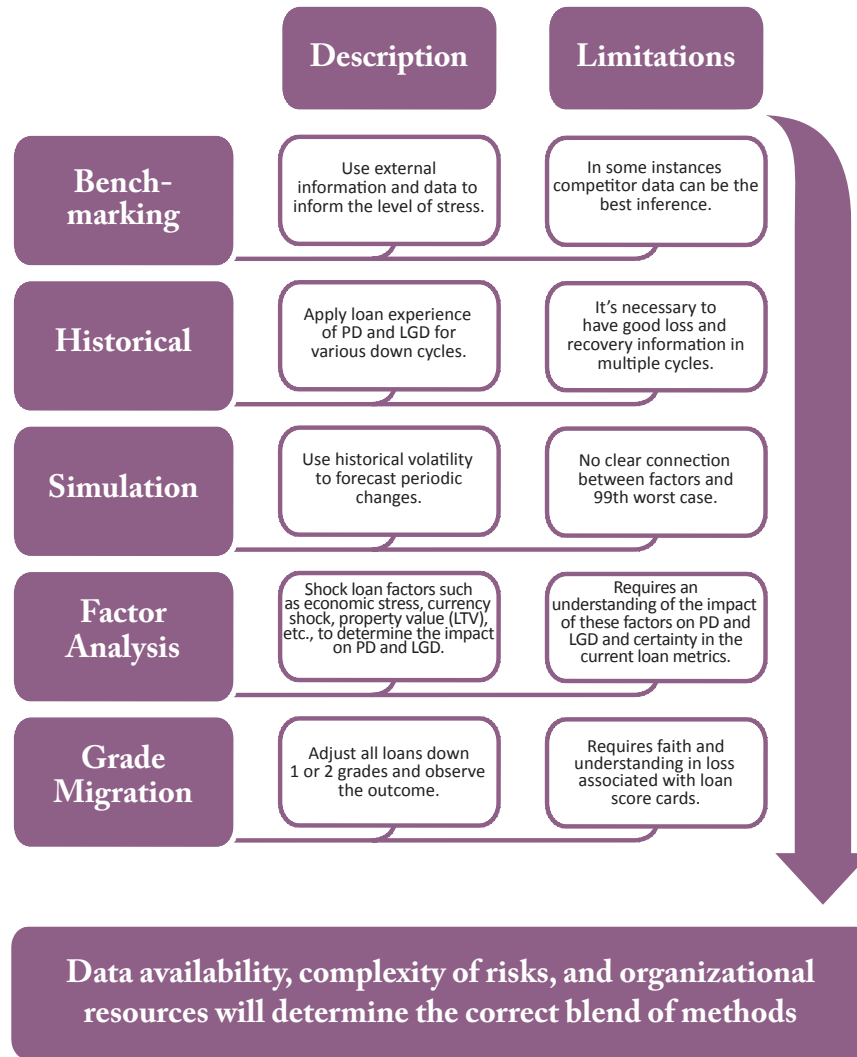 Description
Limitations
Bench-
marking
Use external
information and data to
inform the level of stress.
In some instances
competitor data can be the
best inference.
Historical
Apply loan experience
of PD and LGD for
various down cycles.
It's necessary to
have good loss and
recovery information in
multiple cycles.
Simulation
Use historical volatility
to forecast periodic
changes.
No clear connection
between factors and
99th worst case.
Factor
Analysis
Shock loan factors such
as economic stress, currency
shock, property value (LTV),
etc., to determine the impact
on PD and LGD.
Requires an
understanding of the impact
of these factors on PD and
LGD and certainty in the
current loan metrics.
Grade
Migration
Adjust all loans down
1 or 2 grades and observe
the outcome.
Requires faith and
understanding in loss
associated with loan
score cards.
Data availability, complexity of risks, and organizational
resources will determine the correct blend of methods